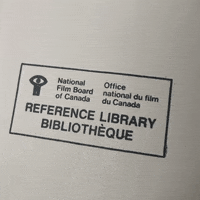 National Film Board of Canada
Office national du film du Canada
REFERENCE LIBRARY
BIBLIOTHÈQUE